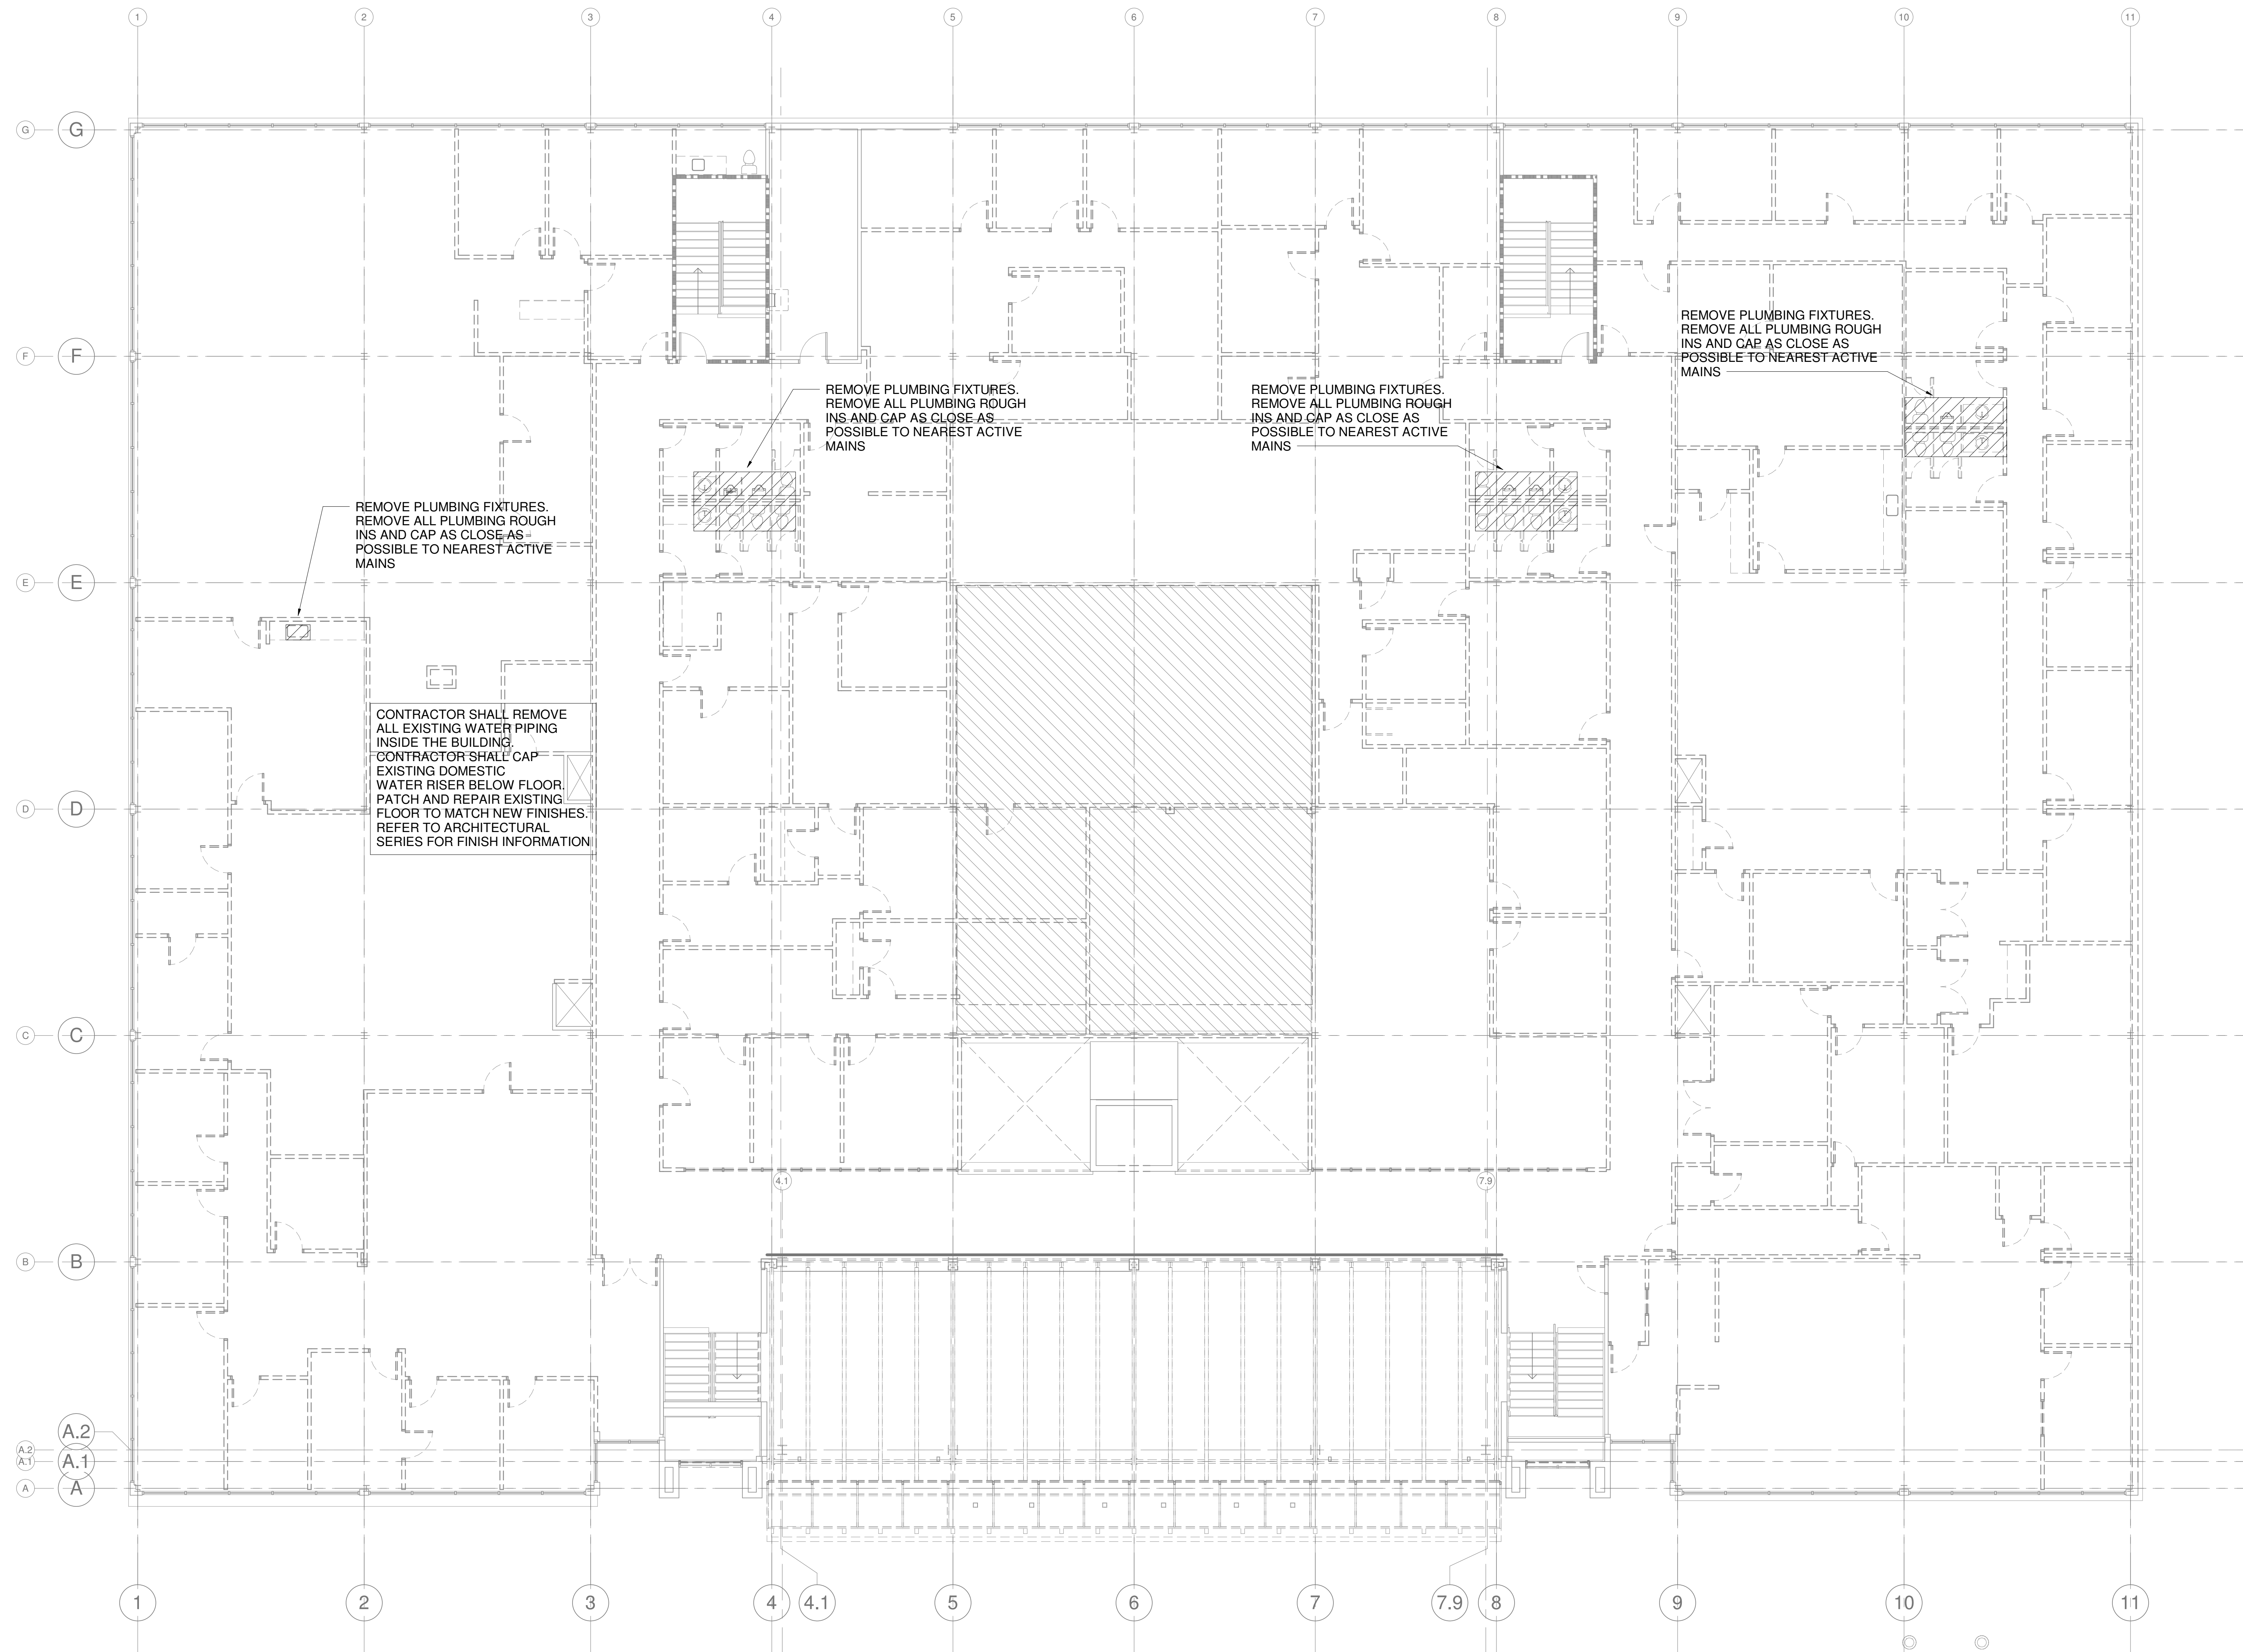 1
2
3
4
5
6
7
8
9
10
11
G
G
REMOVE PLUMBING FIXTURES.
REMOVE ALL PLUMBING ROUGH
INS AND CAP AS CLOSE AS
POSSIBLE TO NEAREST ACTIVE
MAINS
F
F
REMOVE PLUMBING FIXTURES.
REMOVE ALL PLUMBING ROUGH
INS AND CAP AS CLOSE AS
POSSIBLE TO NEAREST ACTIVE
MAINS
REMOVE PLUMBING FIXTURES.
REMOVE ALL PLUMBING ROUGH
INS AND CAP AS CLOSE AS
POSSIBLE TO NEAREST ACTIVE
MAINS
REMOVE PLUMBING FIXTURES.
REMOVE ALL PLUMBING ROUGH
INS AND CAP AS CLOSE AS
POSSIBLE TO NEAREST ACTIVE
MAINS
E
E
CONTRACTOR SHALL REMOVE
ALL EXISTING WATER PIPING
INSIDE THE BUILDING.
CONTRACTOR SHALL CAP
EXISTING DOMESTIC
WATER RISER BELOW FLOOR.
PATCH AND REPAIR EXISTING
FLOOR TO MATCH NEW FINISHES.
REFER TO ARCHITECTURAL
SERIES FOR FINISH INFORMATION
D
D
C
C
4.1
7.9
B
B
A.2
A.2
A.1
A.1
A
A
1
2
3
4
4.1
5
6
7
7.9
8
9
10
11